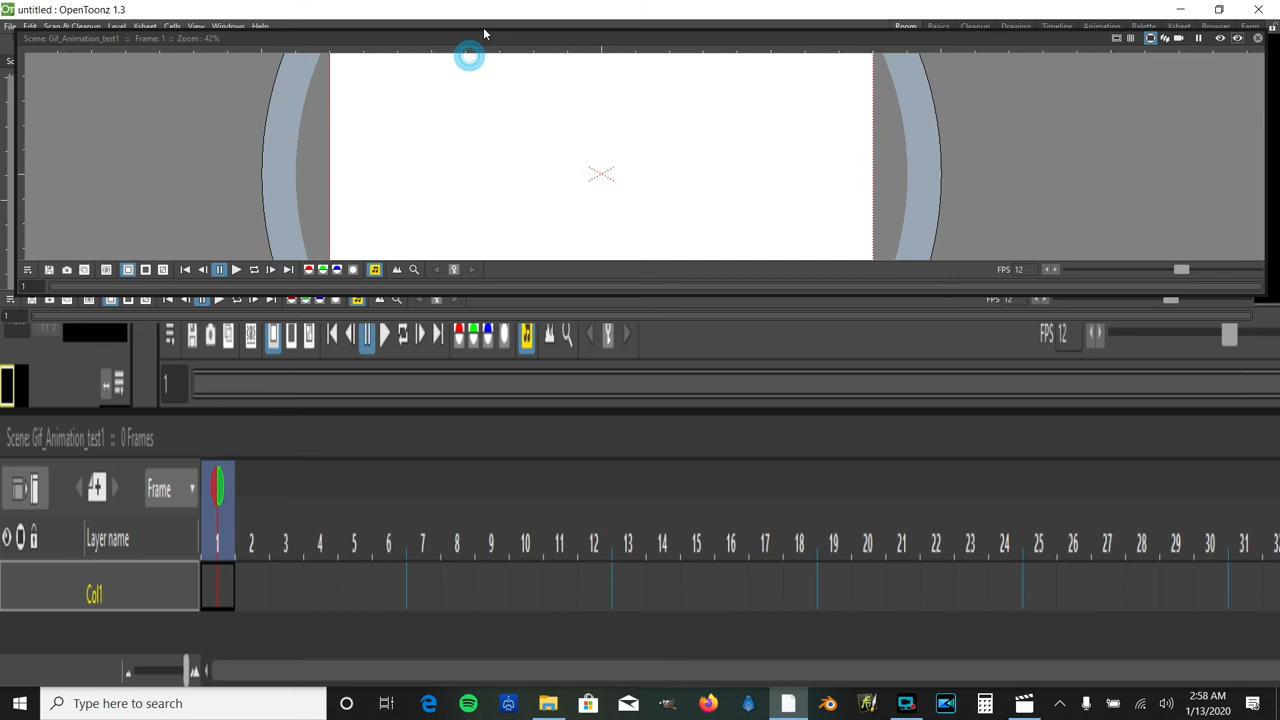 untitled : OpenToonz 1.3
File Edit Scan & Cleanup Level Xsheet Cells View Windows Help
Room Basics Cleanup Drawing Timeline Animation Palette Xsheet Browser Farm
Scene: Gif_Animation_test1 :: Frame: 1 :: Zoom : 42%
FPS 12
1
FPS 12
1
FPS 12
1
Scene: Gif_Animation_test1 :: 0 Frames
Frame
Layer name
1 2 3 4 5 6 7 8 9 10 11 12 13 14 15 16 17 18 19 20 21 22 23 24 25 26 27 28 29 30 31
Col1
Type here to search
2:58 AM
1/13/2020